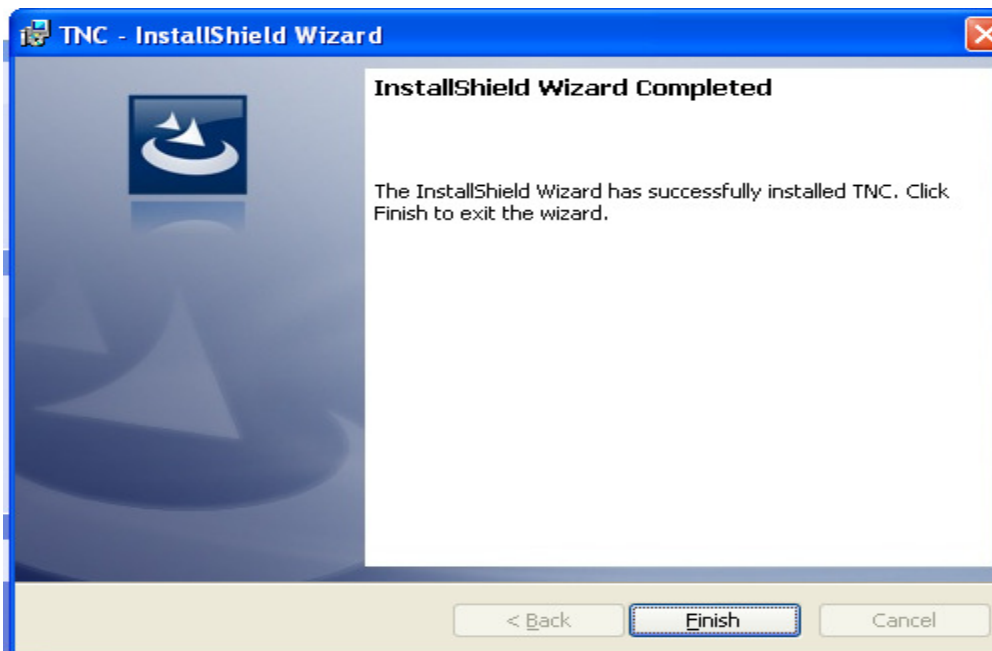 TNC - InstallShield Wizard
InstallShield Wizard Completed
The InstallShield Wizard has successfully installed TNC. Click
Finish to exit the wizard.
< Back
Finish
Cancel